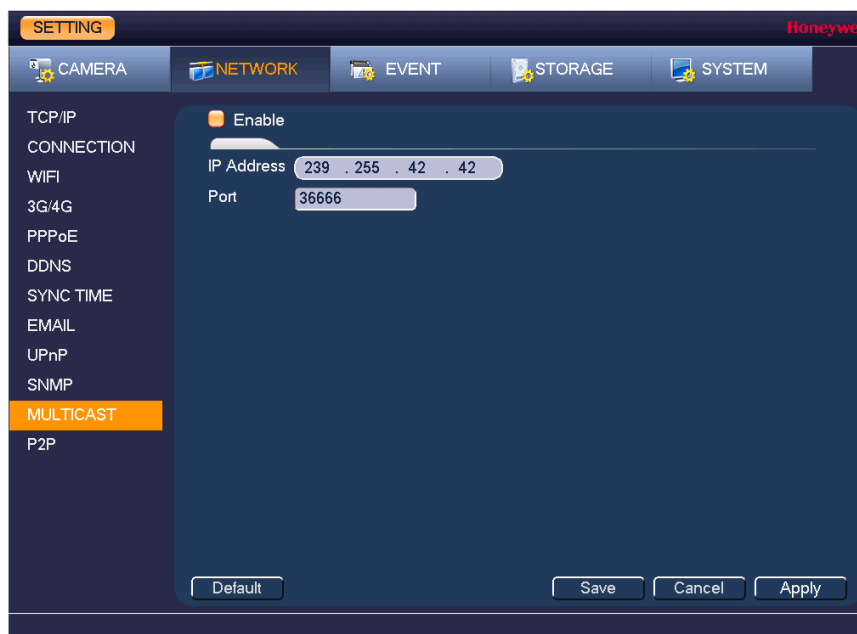 SETTING
CAMERA NETWORK EVENT STORAGE SYSTEM
TCP/IP
CONNECTION
WIFI
3G/4G
PPPoE
DDNS
SYNC TIME
EMAIL
UPnP
SNMP
MULTICAST
P2P
Enable
IP Address 239 . 255 . 42 . 42
Port 36666
Default Save Cancel Apply